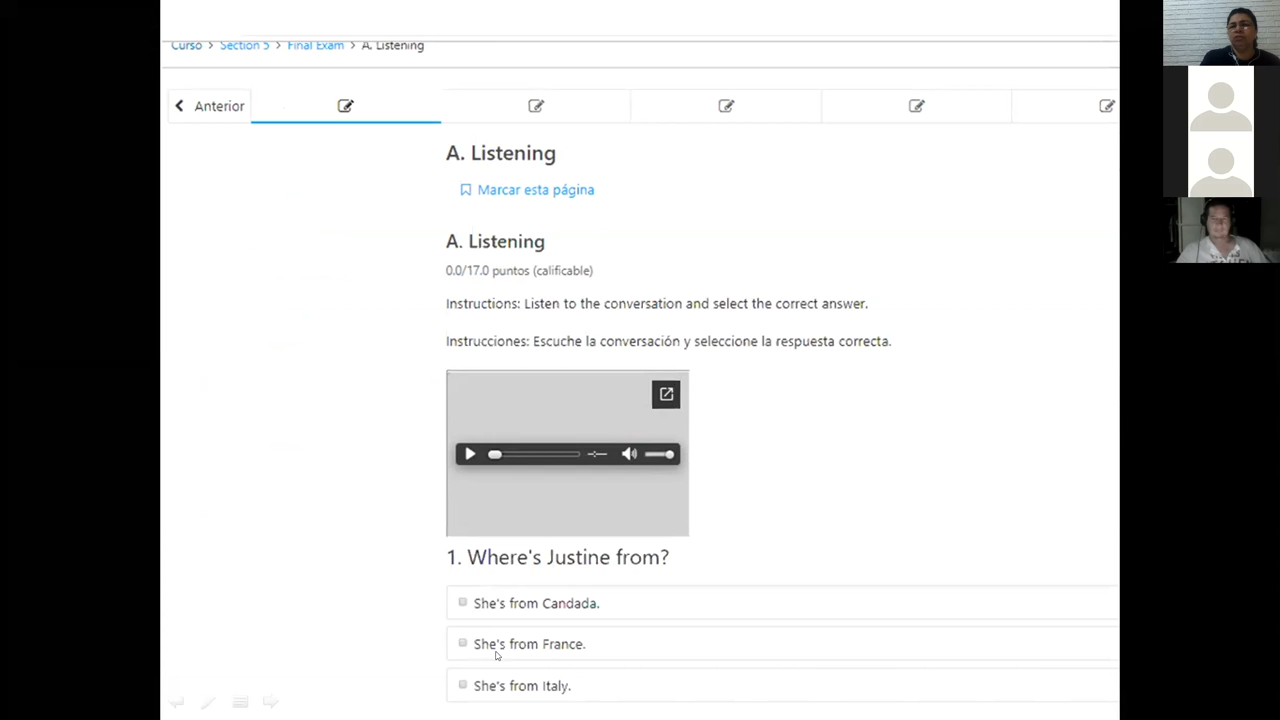 Curso > Section 5 > Final Exam > A. Listening
Anterior
A. Listening
Marcar esta página
A. Listening
0.0/17.0 puntos (calificable)
Instructions: Listen to the conversation and select the correct answer.
Instrucciones: Escuche la conversación y seleccione la respuesta correcta.
1. Where's Justine from?
She's from Candada.
She's from France.
She's from Italy.